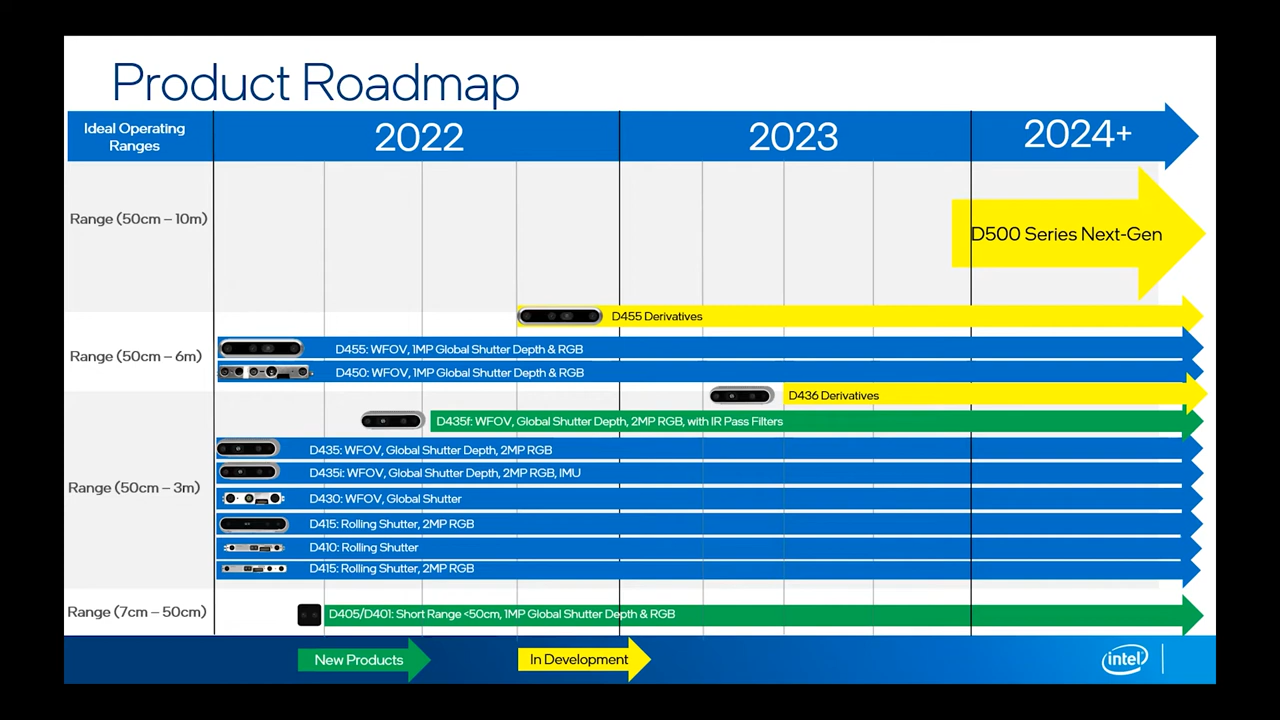 Product Roadmap
Ideal Operating
Ranges
2022
2023
2024+
Range (50cm – 10m)
D500 Series Next-Gen
D455 Derivatives
Range (50cm – 6m)
D455: WFOV, 1MP Global Shutter Depth & RGB
D450: WFOV, 1MP Global Shutter Depth & RGB
D436 Derivatives
D435f: WFOV, Global Shutter Depth, 2MP RGB, with IR Pass Filters
Range (50cm – 3m)
D435: WFOV, Global Shutter Depth, 2MP RGB
D435i: WFOV, Global Shutter Depth, 2MP RGB, IMU
D430: WFOV, Global Shutter
D415: Rolling Shutter, 2MP RGB
D410: Rolling Shutter
D415: Rolling Shutter, 2MP RGB
Range (7cm – 50cm)
D405/D401: Short Range <50cm, 1MP Global Shutter Depth & RGB
New Products
In Development
intel